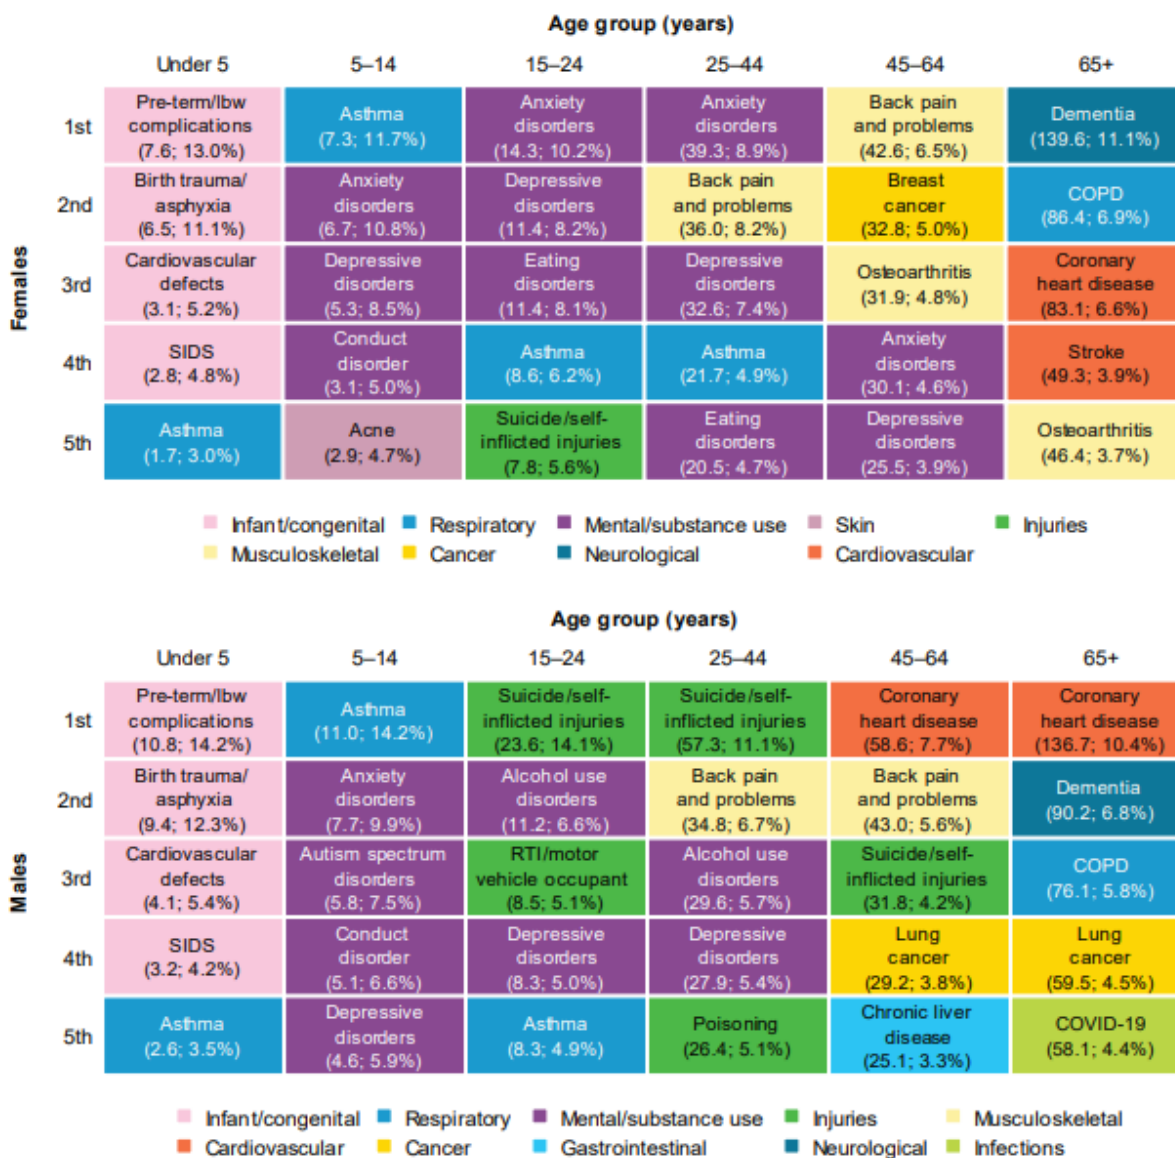 Age group (years)
Under 5 5–14 15–24 25–44 45–64 65+
Females
1st
Pre-term/lbw
complications
(7.6; 13.0%)
Asthma
(7.3; 11.7%)
Anxiety
disorders
(14.3; 10.2%)
Anxiety
disorders
(39.3; 8.9%)
Back pain
and problems
(42.6; 6.5%)
Dementia
(139.6; 11.1%)
2nd
Birth trauma/
asphyxia
(6.5; 11.1%)
Anxiety
disorders
(6.7; 10.8%)
Depressive
disorders
(11.4; 8.2%)
Back pain
and problems
(36.0; 8.2%)
Breast
cancer
(32.8; 5.0%)
COPD
(86.4; 6.9%)
3rd
Cardiovascular
defects
(3.1; 5.2%)
Depressive
disorders
(5.3; 8.5%)
Eating
disorders
(11.4; 8.1%)
Depressive
disorders
(32.6; 7.4%)
Osteoarthritis
(31.9; 4.8%)
Coronary
heart disease
(83.1; 6.6%)
4th
SIDS
(2.8; 4.8%)
Conduct
disorder
(3.1; 5.0%)
Asthma
(8.6; 6.2%)
Asthma
(21.7; 4.9%)
Anxiety
disorders
(30.1; 4.6%)
Stroke
(49.3; 3.9%)
5th
Asthma
(1.7; 3.0%)
Acne
(2.9; 4.7%)
Suicide/self-
inflicted injuries
(7.8; 5.6%)
Eating
disorders
(20.5; 4.7%)
Depressive
disorders
(25.5; 3.9%)
Osteoarthritis
(46.4; 3.7%)
Infant/congenital Respiratory Mental/substance use Skin Injuries
Musculoskeletal Cancer Neurological Cardiovascular
Age group (years)
Under 5 5–14 15–24 25–44 45–64 65+
Males
1st
Pre-term/lbw
complications
(10.8; 14.2%)
Asthma
(11.0; 14.2%)
Suicide/self-
inflicted injuries
(23.6; 14.1%)
Suicide/self-
inflicted injuries
(57.3; 11.1%)
Coronary
heart disease
(58.6; 7.7%)
Coronary
heart disease
(136.7; 10.4%)
2nd
Birth trauma/
asphyxia
(9.4; 12.3%)
Anxiety
disorders
(7.7; 9.9%)
Alcohol use
disorders
(11.2; 6.6%)
Back pain
and problems
(34.8; 6.7%)
Back pain
and problems
(43.0; 5.6%)
Dementia
(90.2; 6.8%)
3rd
Cardiovascular
defects
(4.1; 5.4%)
Autism spectrum
disorders
(5.8; 7.5%)
RTI/motor
vehicle occupant
(8.5; 5.1%)
Alcohol use
disorders
(29.6; 5.7%)
Suicide/self-
inflicted injuries
(31.8; 4.2%)
COPD
(76.1; 5.8%)
4th
SIDS
(3.2; 4.2%)
Conduct
disorder
(5.1; 6.6%)
Depressive
disorders
(8.3; 5.0%)
Depressive
disorders
(27.9; 5.4%)
Lung
cancer
(29.2; 3.8%)
Lung
cancer
(59.5; 4.5%)
5th
Asthma
(2.6; 3.5%)
Depressive
disorders
(4.6; 5.9%)
Asthma
(8.3; 4.9%)
Poisoning
(26.4; 5.1%)
Chronic liver
disease
(25.1; 3.3%)
COVID-19
(58.1; 4.4%)
Infant/congenital Respiratory Mental/substance use Injuries Musculoskeletal
Cardiovascular Cancer Gastrointestinal Neurological Infections